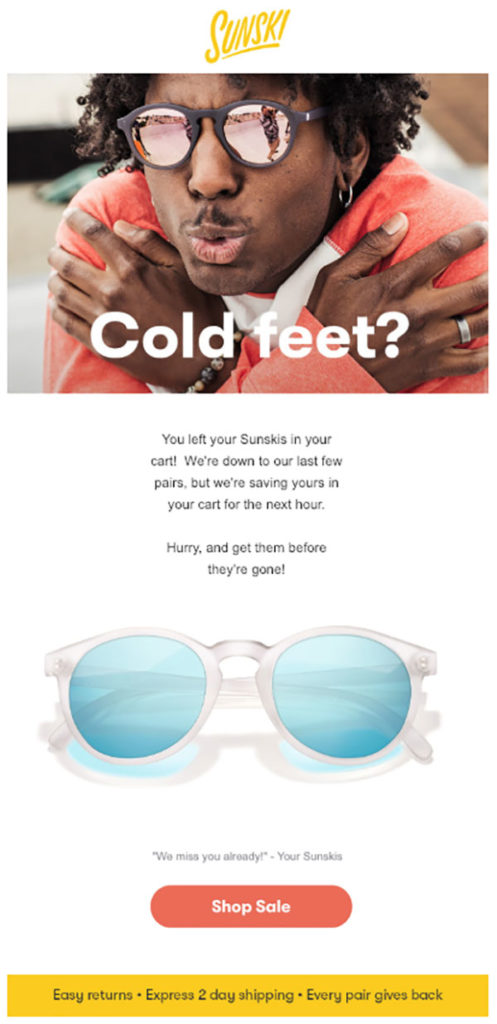 SUNSKI
Cold feet?
You left your Sunskis in your
cart!  We're down to our last few
pairs, but we're saving yours in
your cart for the next hour.
Hurry, and get them before
they're gone!
"We miss you already!" - Your Sunskis
Shop Sale
Easy returns • Express 2 day shipping • Every pair gives back